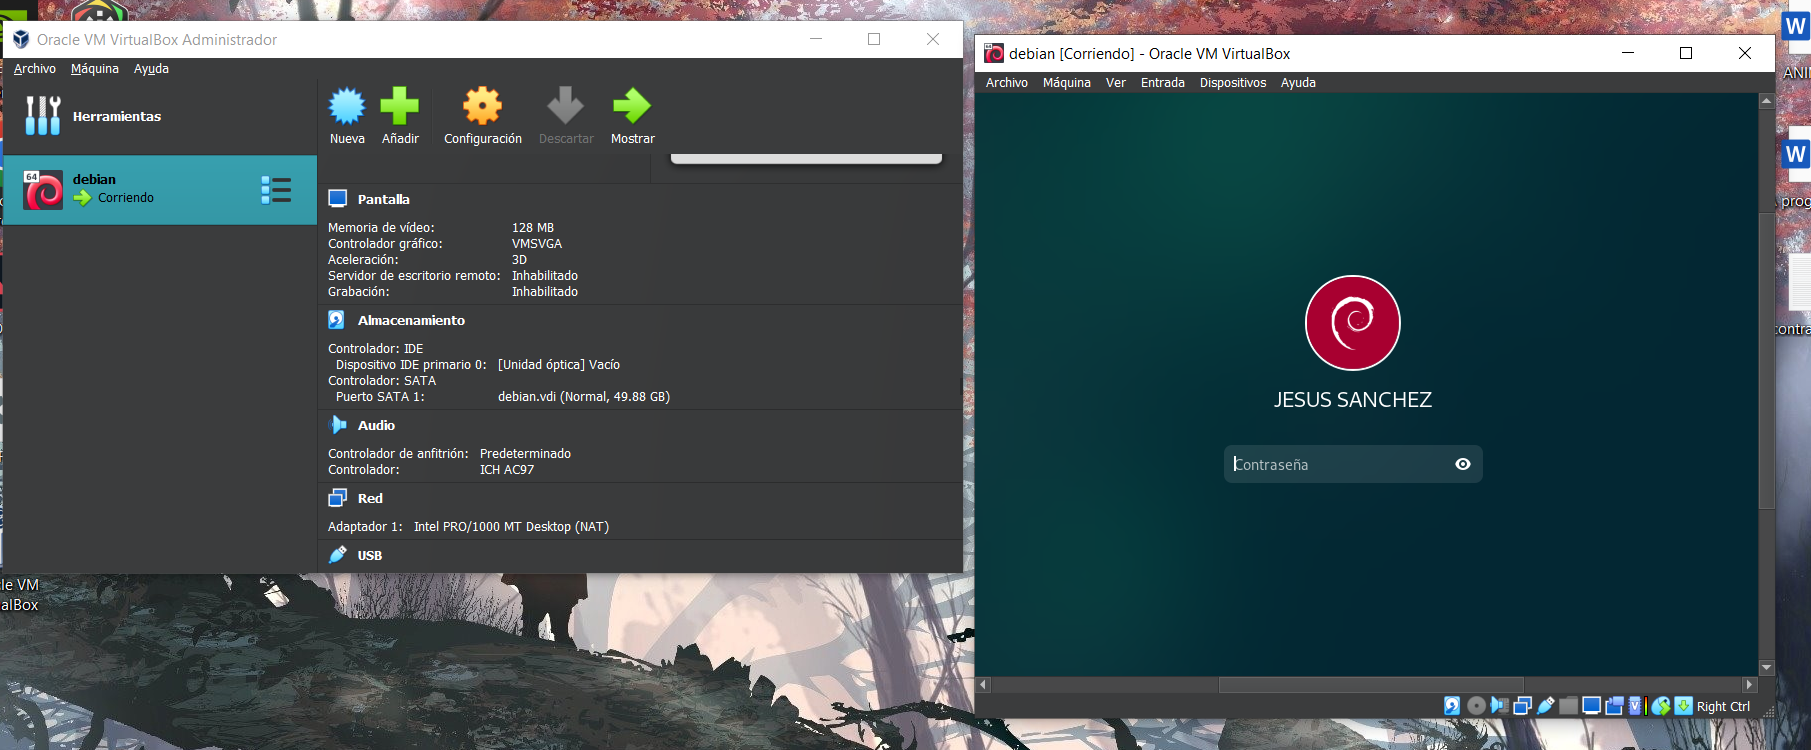 Oracle VM VirtualBox Administrador
Archivo Máquina Ayuda
Herramientas
Nueva Añadir Configuración Descartar Mostrar
64
debian
Corriendo
Pantalla
Memoria de vídeo: 128 MB
Controlador gráfico: VMSVGA
Aceleración: 3D
Servidor de escritorio remoto: Inhabilitado
Grabación: Inhabilitado
Almacenamiento
Controlador: IDE
Dispositivo IDE primario 0: [Unidad óptica] Vacío
Controlador: SATA
Puerto SATA 1: debian.vdi (Normal, 49.88 GB)
Audio
Controlador de anfitrión: Predeterminado
Controlador: ICH AC97
Red
Adaptador 1: Intel PRO/1000 MT Desktop (NAT)
USB
cle VM
alBox
64
debian [Corriendo] - Oracle VM VirtualBox
Archivo Máquina Ver Entrada Dispositivos Ayuda
JESUS SANCHEZ
Contraseña
V
Right Ctrl
W
ANI
W
prog
contra